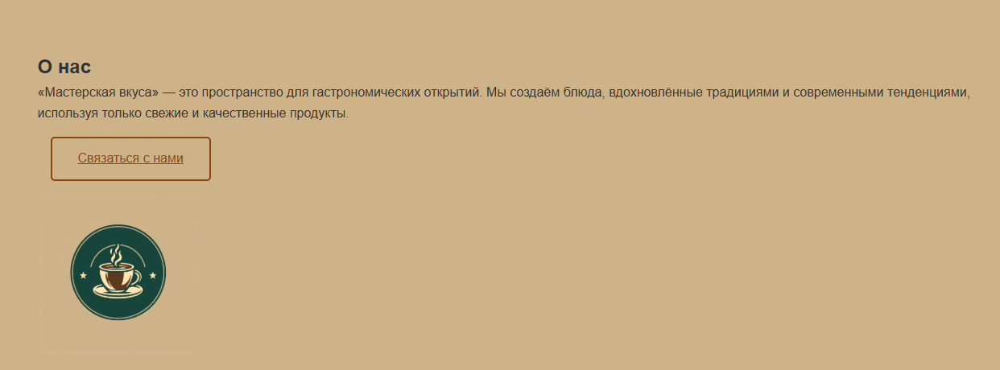 О нас
«Мастерская вкуса» — это пространство для гастрономических открытий. Мы создаём блюда, вдохновлённые традициями и современными тенденциями,
используя только свежие и качественные продукты.
Связаться с нами